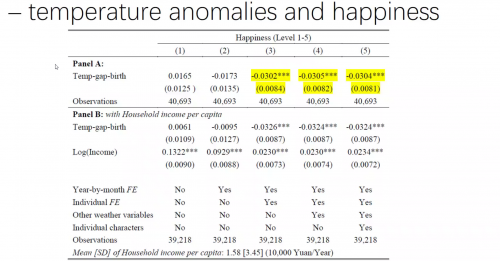 – temperature anomalies and happiness
Happiness (Level 1-5)
(1) (2) (3) (4) (5)
Panel A:
Temp-gap-birth 0.0165 -0.0173 -0.0302*** -0.0305*** -0.0304***
(0.0125 ) (0.0135) (0.0084) (0.0082) (0.0081)
Observations 40,693 40,693 40,693 40,693 40,693
Panel B: with Household income per capita
Temp-gap-birth 0.0061 -0.0095 -0.0326*** -0.0324*** -0.0324***
(0.0109) (0.0127) (0.0087) (0.0087) (0.0087)
Log(Income) 0.1322*** 0.0929*** 0.0230*** 0.0230*** 0.0234***
(0.0090) (0.0088) (0.0073) (0.0074) (0.0072)
Year-by-month FE No Yes Yes Yes Yes
Individual FE No No Yes Yes Yes
Other weather variables No No No Yes Yes
Individual characters No No No No Yes
Observations 39,218 39,218 39,218 39,218 39,218
Mean [SD] of Household income per capita: 1.58 [3.45] (10,000 Yuan/Year)